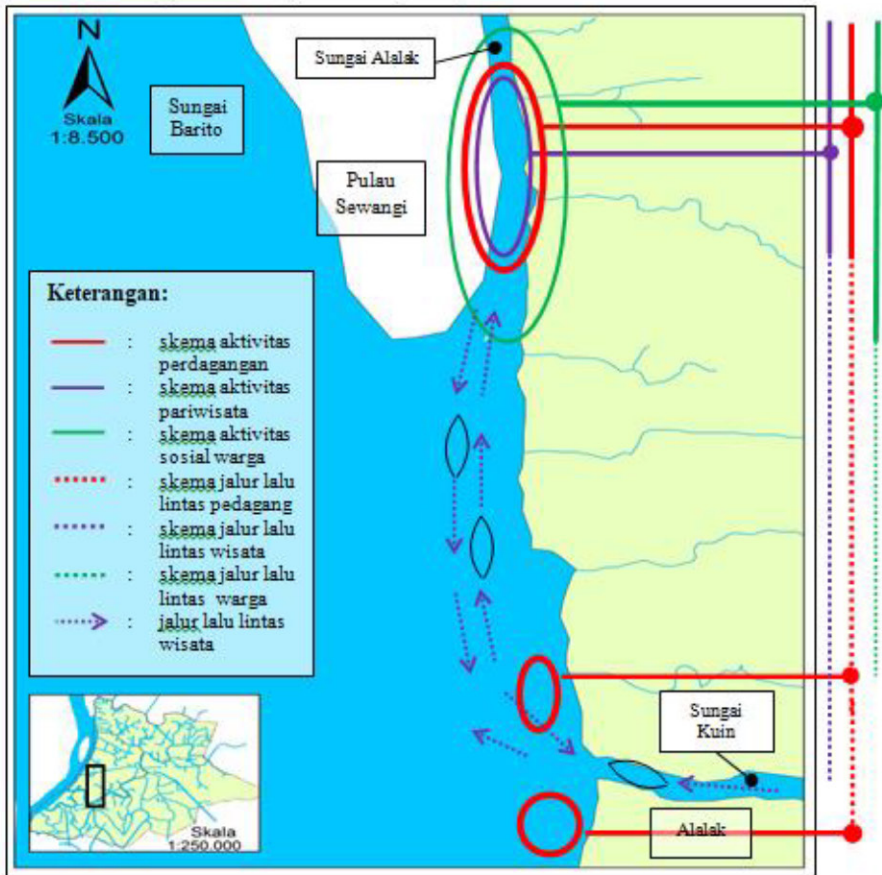 N
Skala
1:8.500
Sungai
Barito
Sungai Alalak
Pulau
Sewangi
Keterangan:
: skema aktivitas
perdagangan
: skema aktivitas
pariwisata
: skema aktivitas
sosial warga
: skema jalur lalu
lintas pedagang
: skema jalur lalu
lintas wisata
: skema jalur lalu
lintas warga
: jalur lalu lintas
wisata
Sungai
Kuin
Alalak
Skala
1:250.000